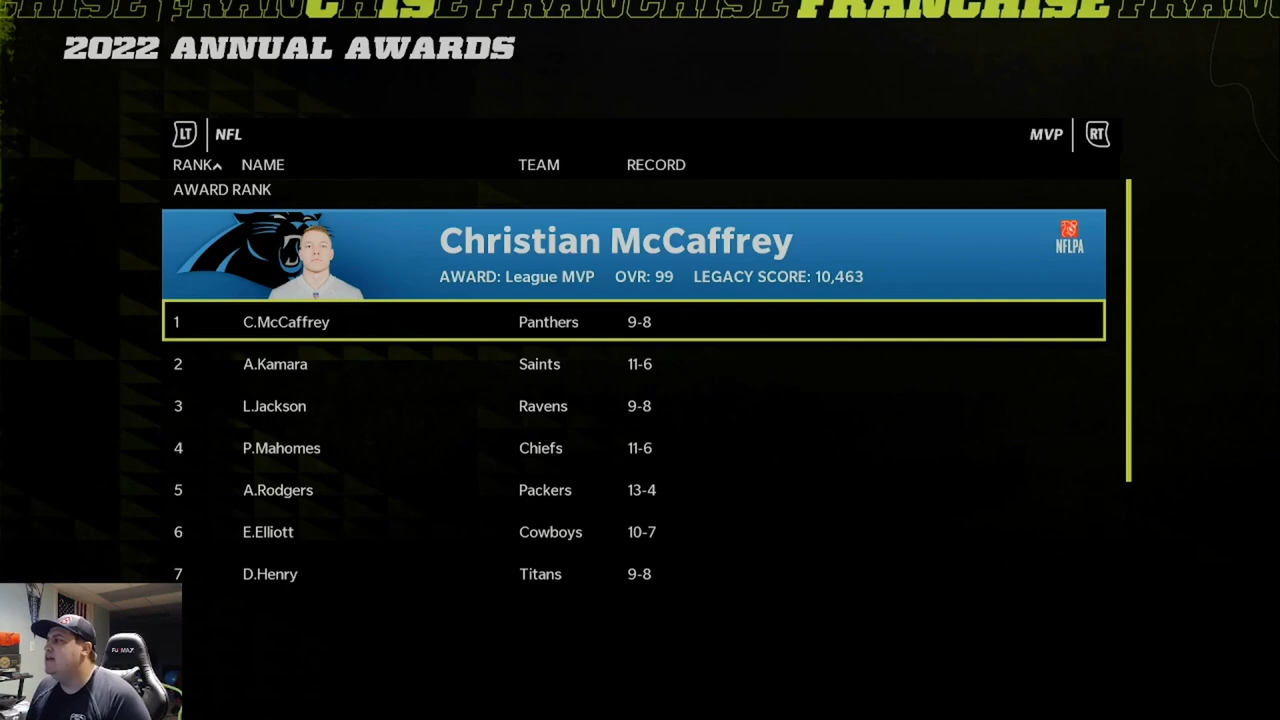 CHISE FRANCHISE FRANCHISE FRANCHISE FRANC
2022 ANNUAL AWARDS
LT NFL MVP RT
RANK NAME TEAM RECORD
AWARD RANK
Christian McCaffrey
NFLPA
AWARD: League MVP OVR: 99 LEGACY SCORE: 10,463
1 C.McCaffrey Panthers 9-8
2 A.Kamara Saints 11-6
3 L.Jackson Ravens 9-8
4 P.Mahomes Chiefs 11-6
5 A.Rodgers Packers 13-4
6 E.Elliott Cowboys 10-7
7 D.Henry Titans 9-8